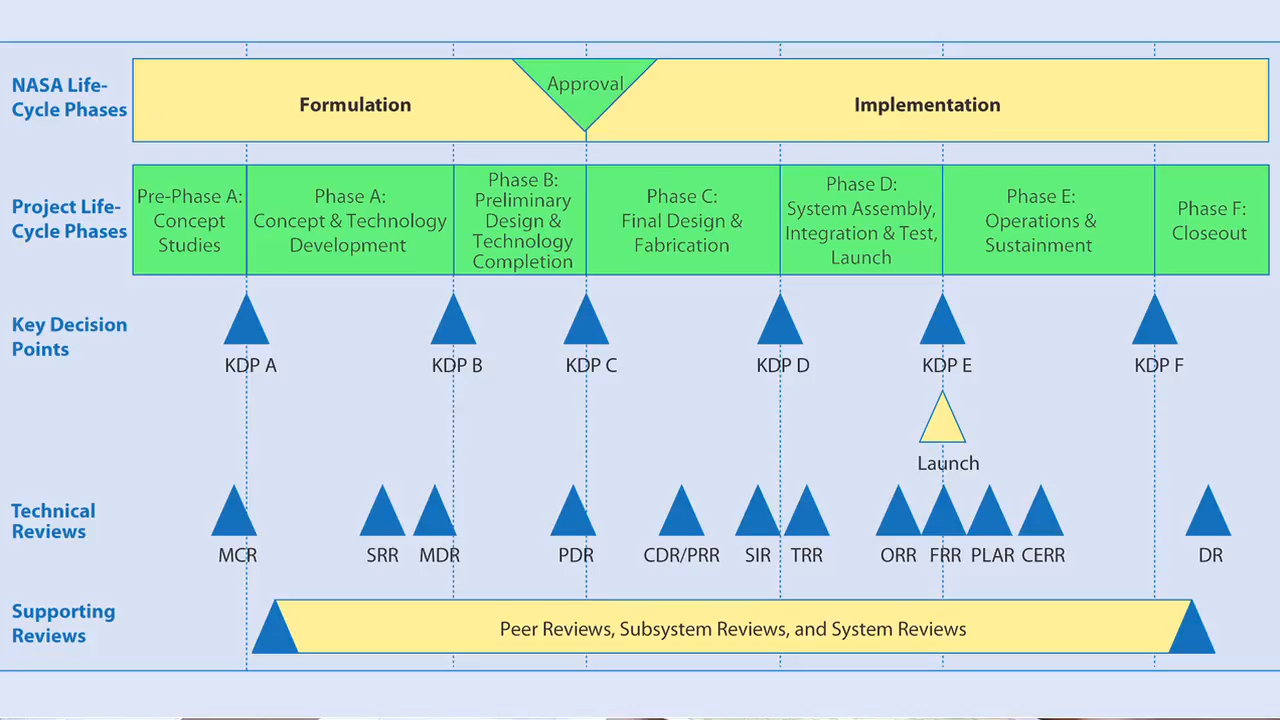 NASA Life-
Cycle Phases
Formulation
Approval
Implementation
Project Life-
Cycle Phases
Pre-Phase A:
Concept
Studies
Phase A:
Concept & Technology
Development
Phase B:
Preliminary
Design &
Technology
Completion
Phase C:
Final Design &
Fabrication
Phase D:
System Assembly,
Integration & Test,
Launch
Phase E:
Operations &
Sustainment
Phase F:
Closeout
Key Decision
Points
KDP A
KDP B
KDP C
KDP D
KDP E
KDP F
Launch
Technical
Reviews
MCR
SRR
MDR
PDR
CDR/PRR
SIR
TRR
ORR
FRR
PLAR
CERR
DR
Supporting
Reviews
Peer Reviews, Subsystem Reviews, and System Reviews